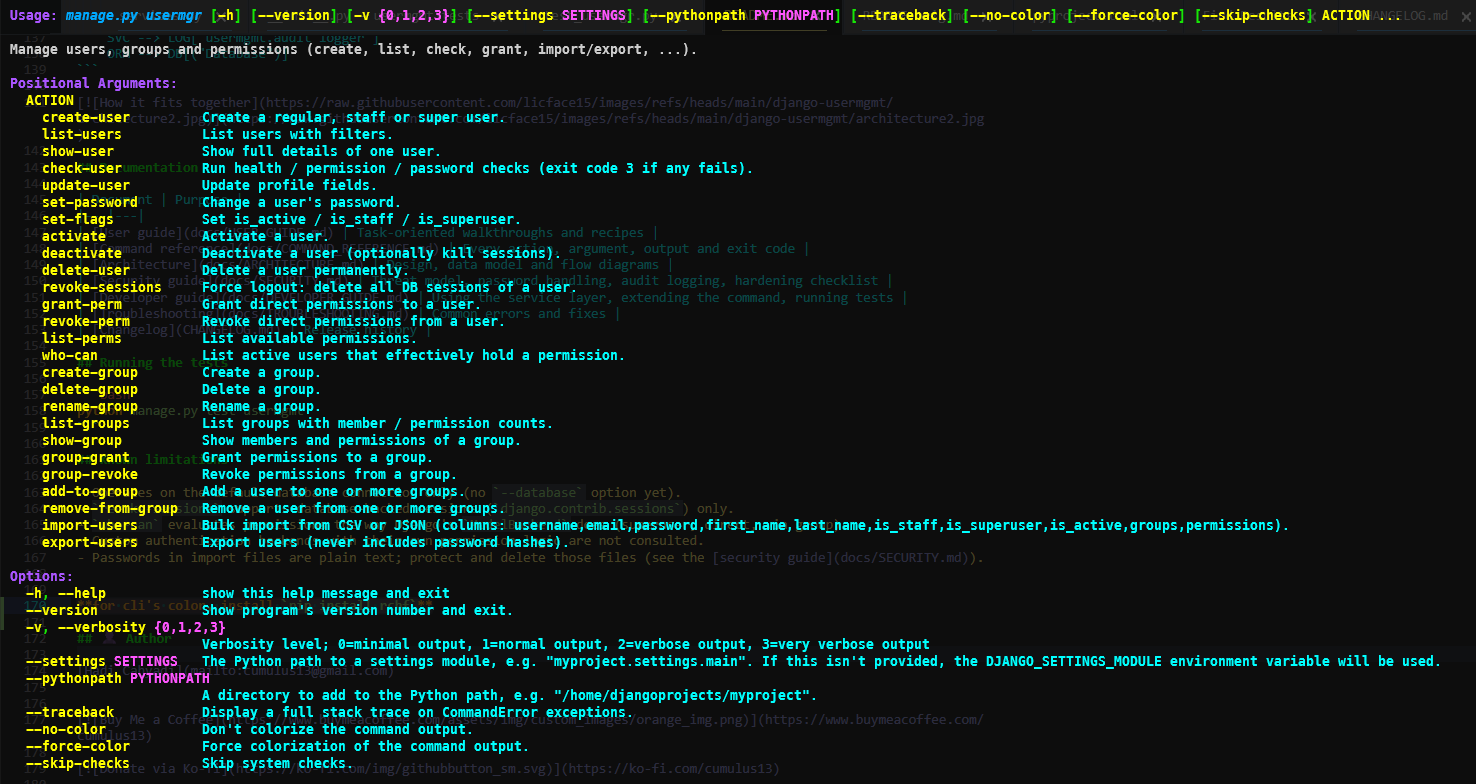 Usage: manage.py usermgr [-h] [--version] [-v {0,1,2,3}] [--settings SETTINGS] [--pythonpath PYTHONPATH] [--traceback] [--no-color] [--force-color] [--skip-checks] ACTION ...
Manage users, groups and permissions (create, list, check, grant, import/export, ...).
Positional Arguments:
ACTION
create-user Create a regular, staff or super user.
list-users List users with filters.
show-user Show full details of one user.
check-user Run health / permission / password checks (exit code 3 if any fails).
update-user Update profile fields.
set-password Change a user's password.
set-flags Set is_active / is_staff / is_superuser.
activate Activate a user.
deactivate Deactivate a user (optionally kill sessions).
delete-user Delete a user permanently.
revoke-sessions Force logout: delete all DB sessions of a user.
grant-perm Grant direct permissions to a user.
revoke-perm Revoke direct permissions from a user.
list-perms List available permissions.
who-can List active users that effectively hold a permission.
create-group Create a group.
delete-group Delete a group.
rename-group Rename a group.
list-groups List groups with member / permission counts.
show-group Show members and permissions of a group.
group-grant Grant permissions to a group.
group-revoke Revoke permissions from a group.
add-to-group Add a user to one or more groups.
remove-from-group Remove a user from one or more groups.
import-users Bulk import from CSV or JSON (columns: username,email,password,first_name,last_name,is_staff,is_superuser,is_active,groups,permissions).
export-users Export users (never includes password hashes).
Options:
-h, --help show this help message and exit
--version Show program's version number and exit.
-v, --verbosity {0,1,2,3}
Verbosity level; 0=minimal output, 1=normal output, 2=verbose output, 3=very verbose output
--settings SETTINGS The Python path to a settings module, e.g. "myproject.settings.main". If this isn't provided, the DJANGO_SETTINGS_MODULE environment variable will be used.
--pythonpath PYTHONPATH
A directory to add to the Python path, e.g. "/home/djangoprojects/myproject".
--traceback Display a full stack trace on CommandError exceptions.
--no-color Don't colorize the command output.
--force-color Force colorization of the command output.
--skip-checks Skip system checks.